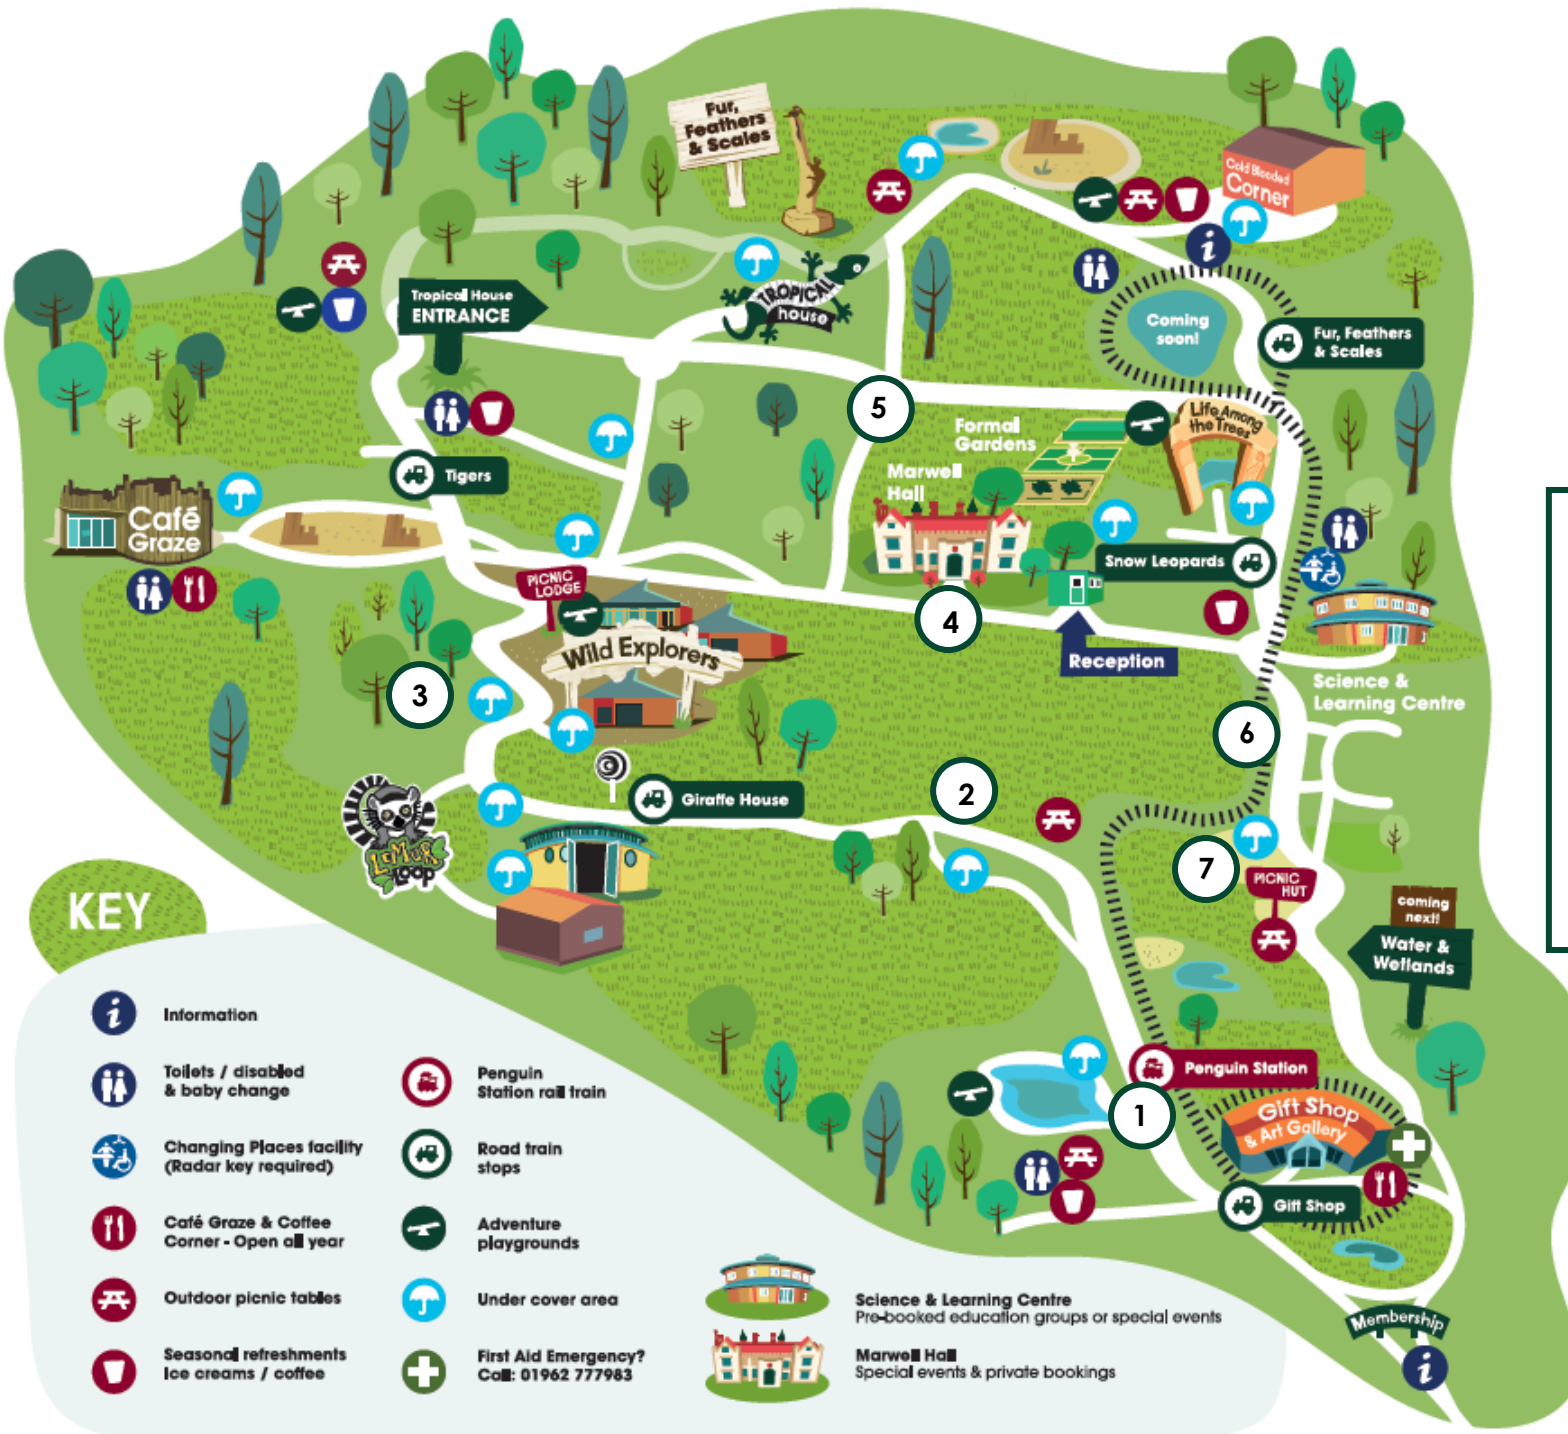 Fur,
Feathers
& Scales
Cold Blooded
Corner
i
Tropical House
ENTRANCE
TROPICAL
house
Coming
soon!
Fur, Feathers
& Scales
5
Formal
Gardens
Life Among
the Trees
Marwell
Hall
Tigers
Café
Graze
Snow Leopards
PICNIC
LODGE
Wild Explorers
4
Reception
Science &
Learning Centre
3
6
2
Giraffe House
LEMUR
LOOP
7
PICNIC
HUT
coming
next!
Water &
Wetlands
KEY
Penguin Station
1
Gift Shop
& Art Gallery
Gift Shop
Membership
i
i
Information
Toilets / disabled
& baby change
Changing Places facility
(Radar key required)
Café Graze & Coffee
Corner - Open all year
Outdoor picnic tables
Seasonal refreshments
Ice creams / coffee
Penguin
Station rail train
Road train
stops
Adventure
playgrounds
Under cover area
First Aid Emergency?
Call: 01962 777983
Science & Learning Centre
Pre-booked education groups or special events
Marwell Hall
Special events & private bookings